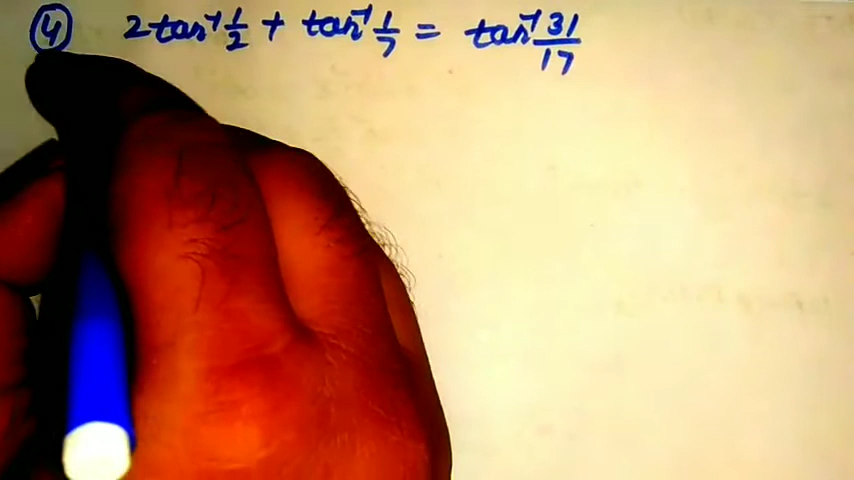 ④ 2tan⁻¹ 1/2 + tan⁻¹ 1/7 = tan⁻¹ 31/17